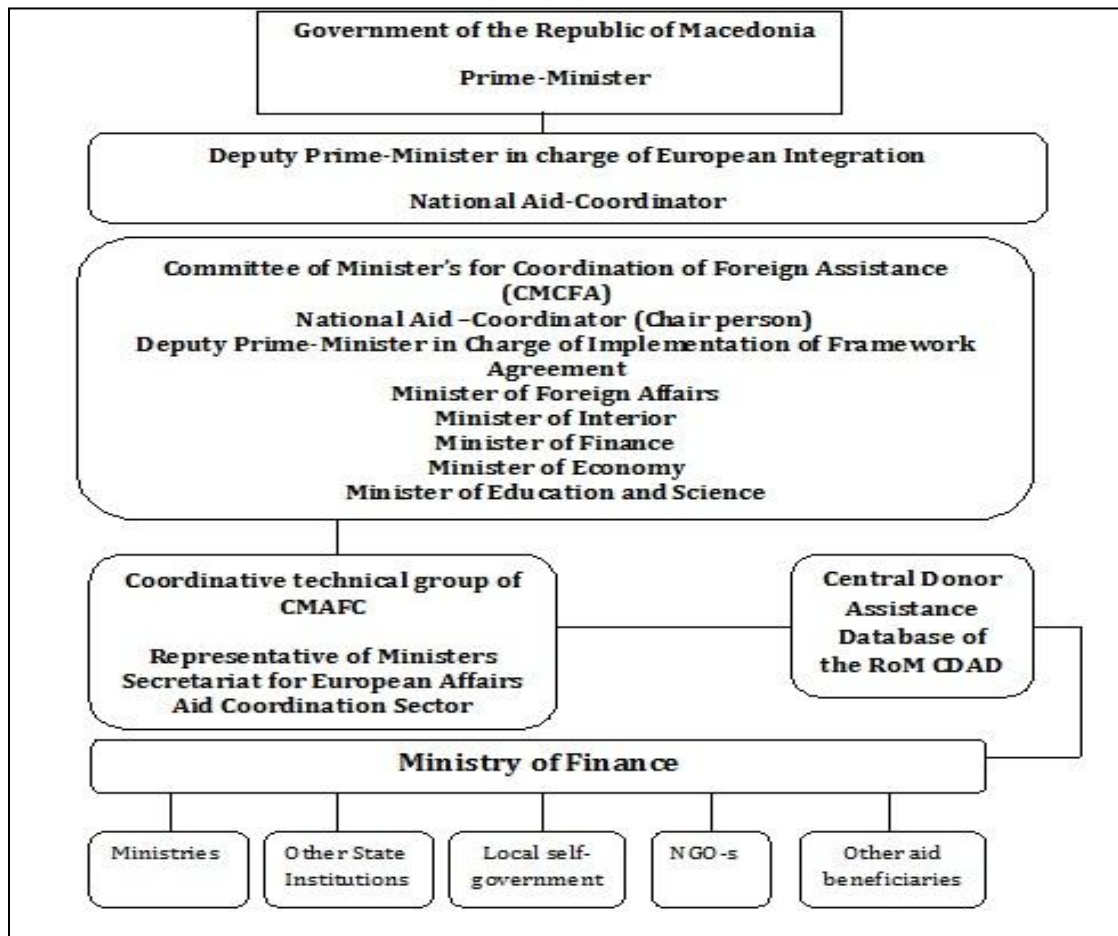 Government of the Republic of Macedonia
Prime-Minister
Deputy Prime-Minister in charge of European Integration
National Aid-Coordinator
Committee of Minister's for Coordination of Foreign Assistance
(CMCFA)
National Aid –Coordinator (Chair person)
Deputy Prime-Minister in Charge of Implementation of Framework
Agreement
Minister of Foreign Affairs
Minister of Interior
Minister of Finance
Minister of Economy
Minister of Education and Science
Coordinative technical group of
CMAFC
Representative of Ministers
Secretariat for European Affairs
Aid Coordination Sector
Central Donor
Assistance
Database of
the RoM CDAD
Ministry of Finance
Ministries
Other State
Institutions
Local self-
government
NGO-s
Other aid
beneficiaries